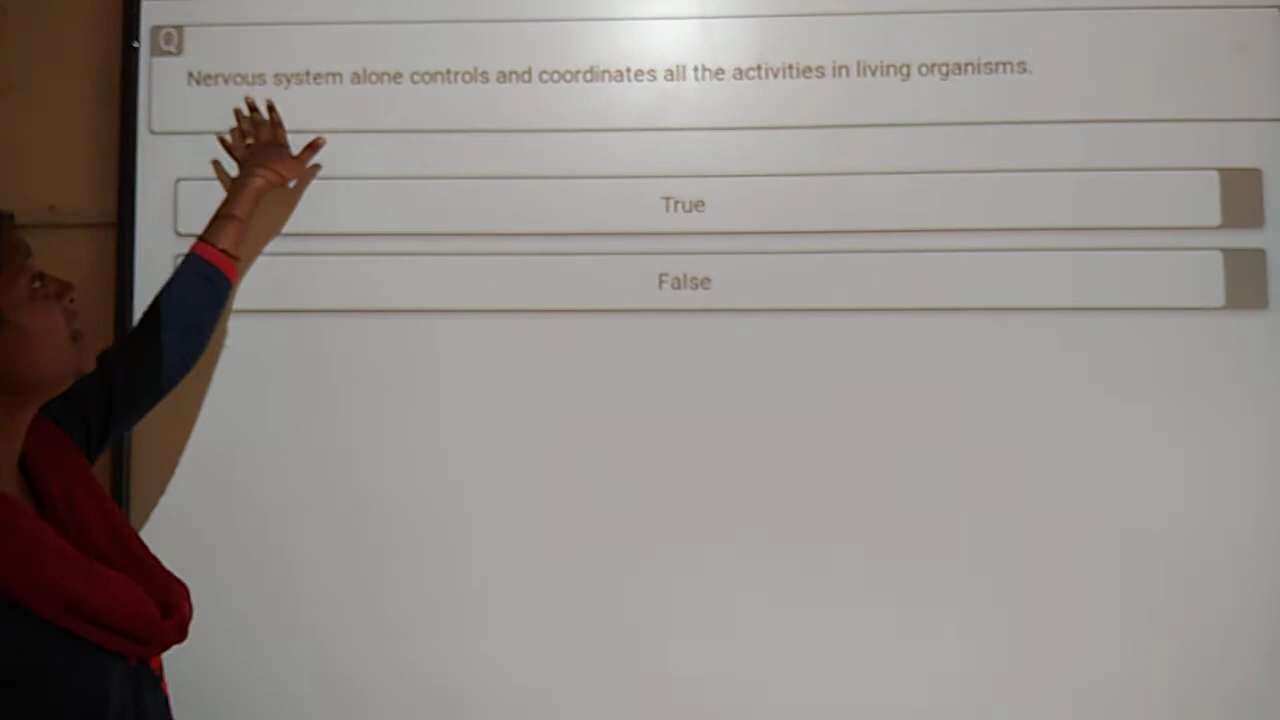 Q
Nervous system alone controls and coordinates all the activities in living organisms.
True
False